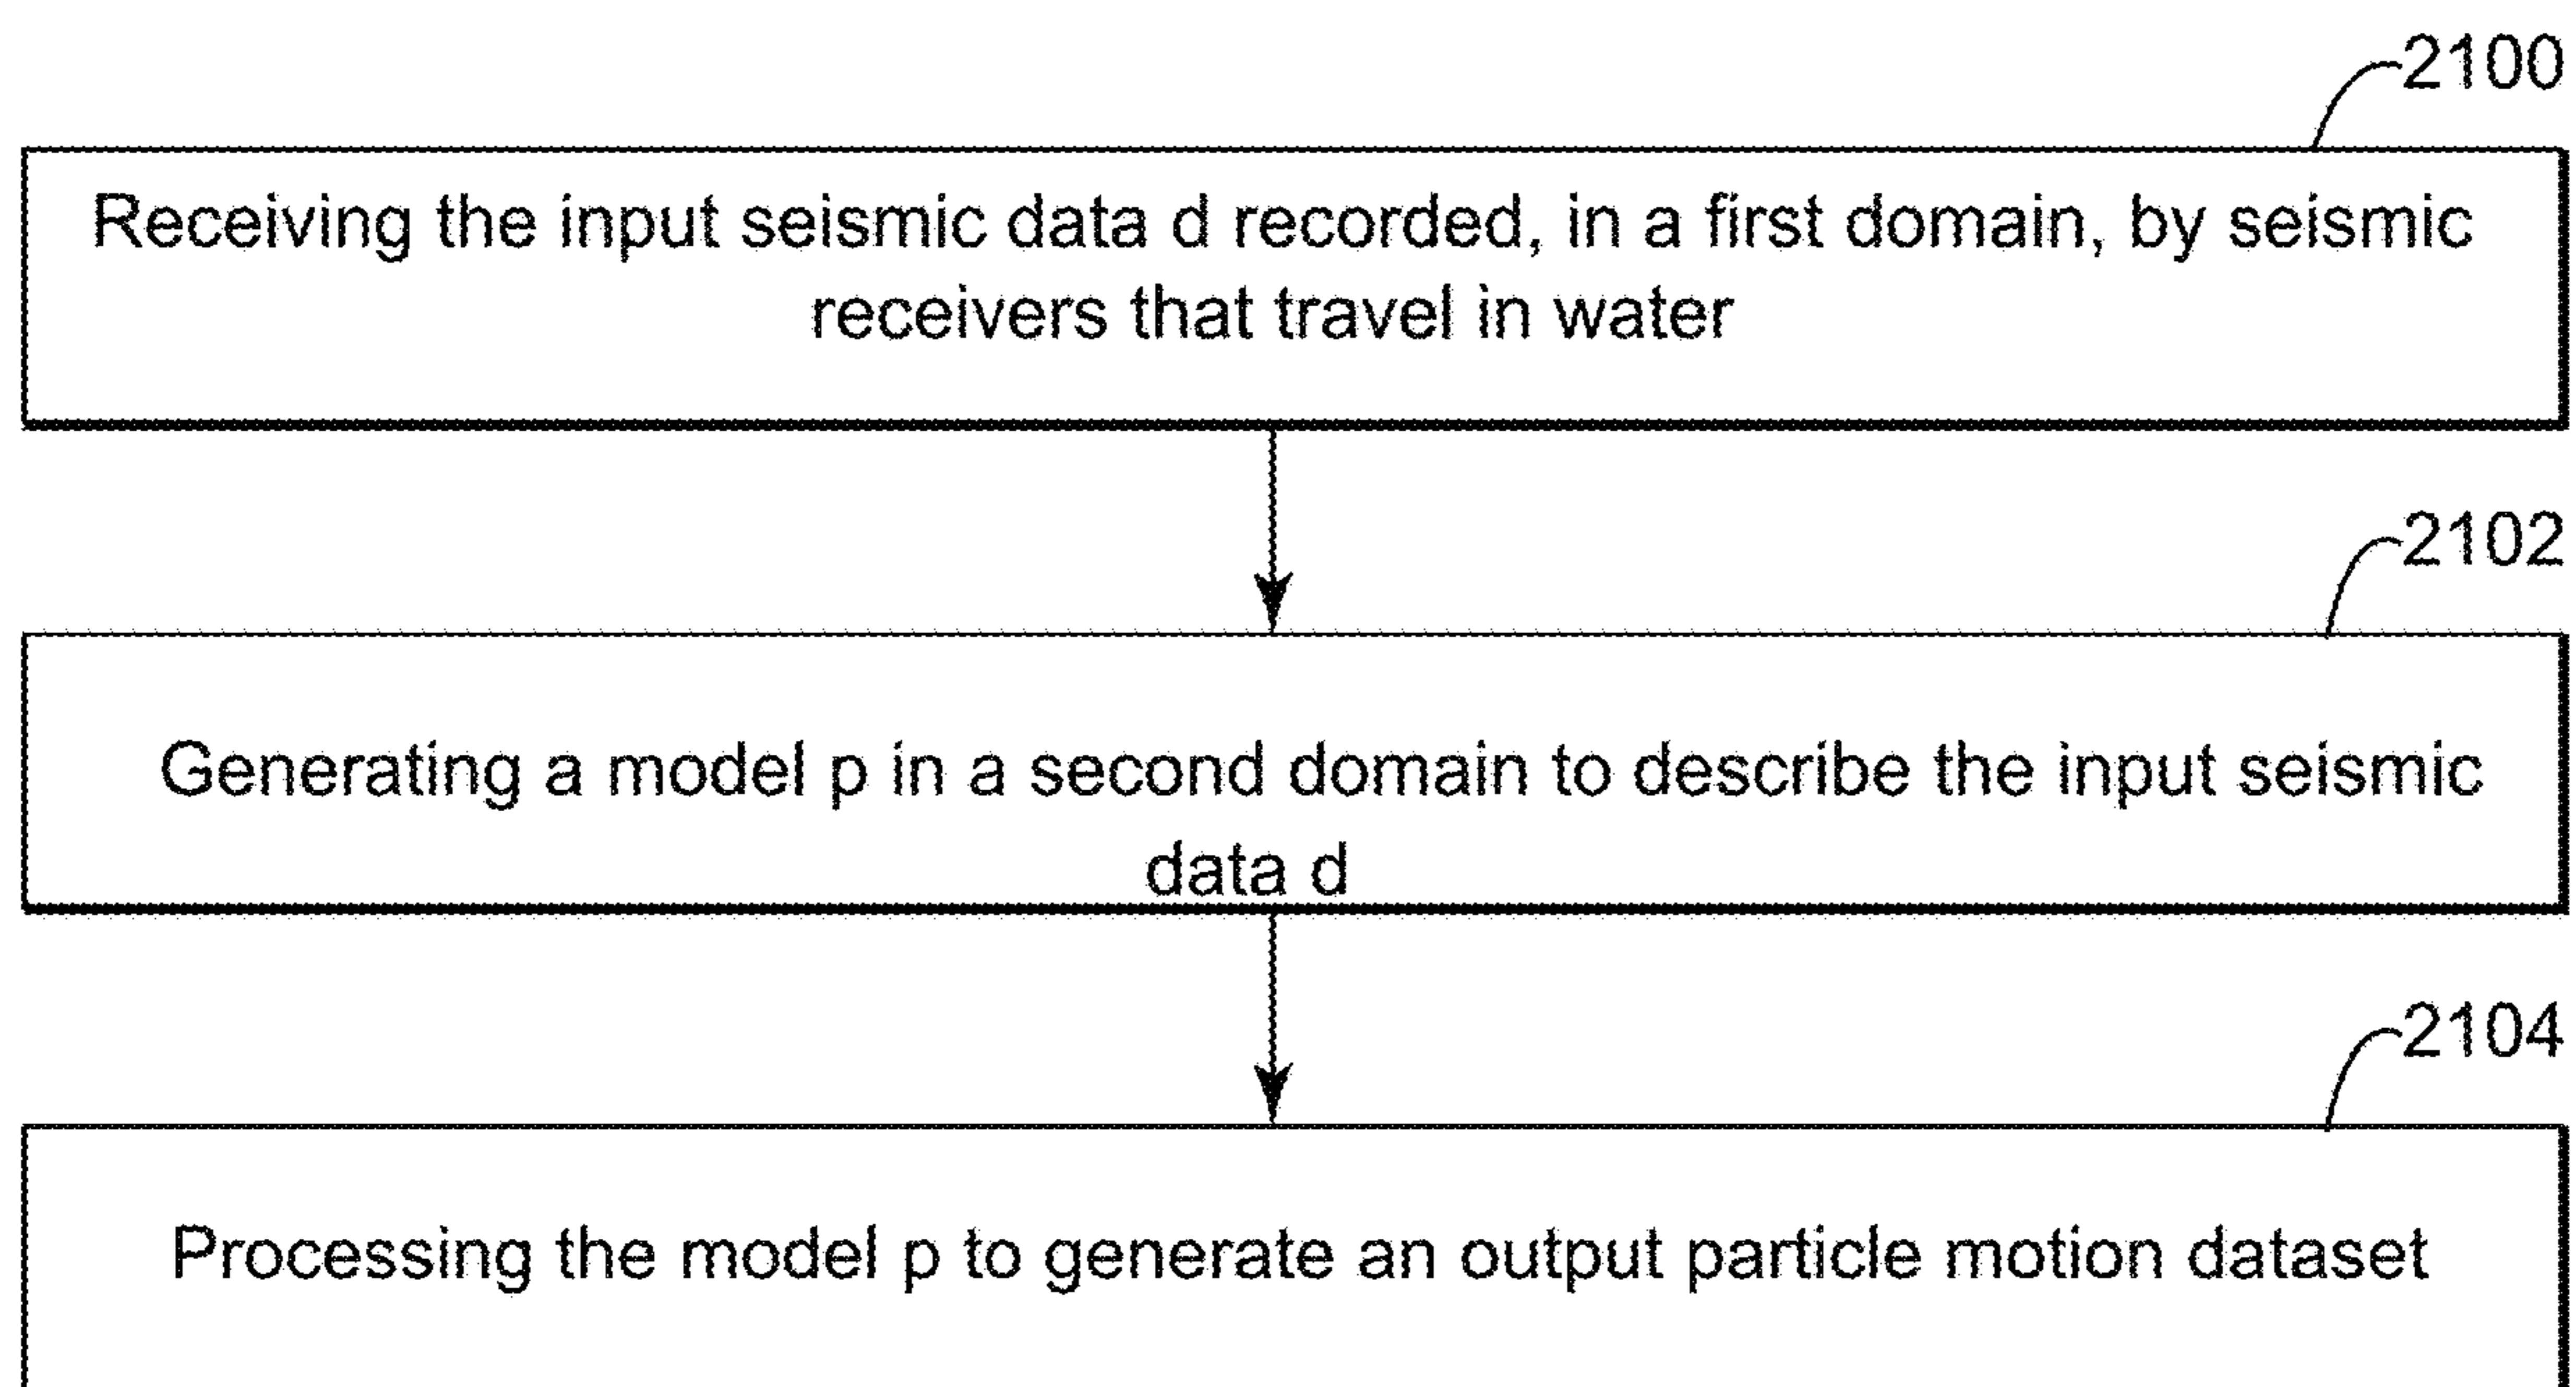 2100
Receiving the input seismic data d recorded, in a first domain, by seismic
receivers that travel in water
2102
Generating a model p in a second domain to describe the input seismic
data d
2104
Processing the model p to generate an output particle motion dataset